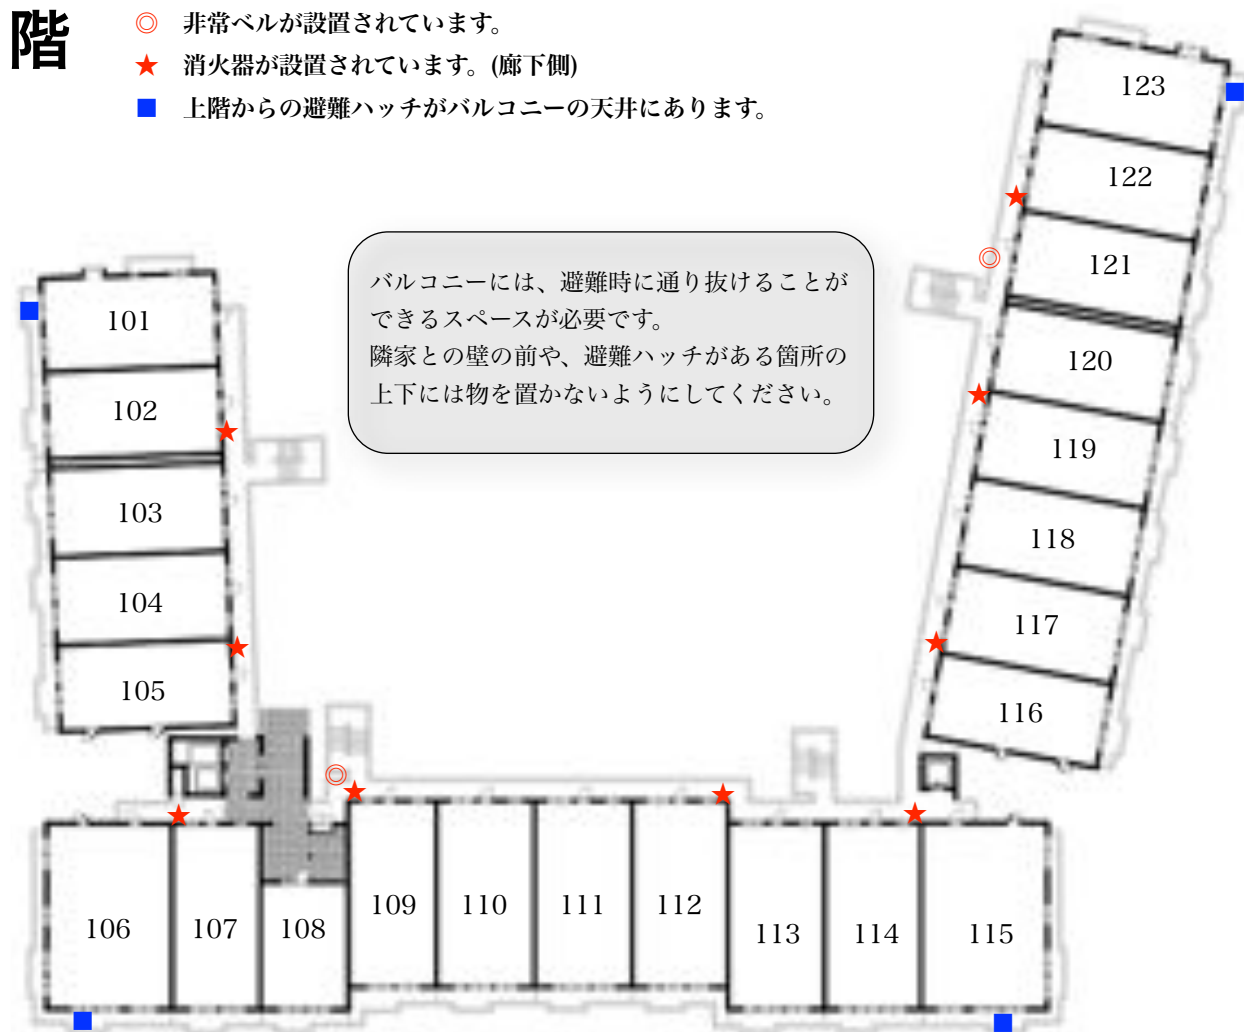 階
◎ 非常ベルが設置されています。
★ 消火器が設置されています。(廊下側)
■ 上階からの避難ハッチがバルコニーの天井にあります。
バルコニーには、避難時に通り抜けることが
できるスペースが必要です。
隣家との壁の前や、避難ハッチがある箇所の
上下には物を置かないようにしてください。
101
102
103
104
105
106
107
108
109
110
111
112
113
114
115
116
117
118
119
120
121
122
123